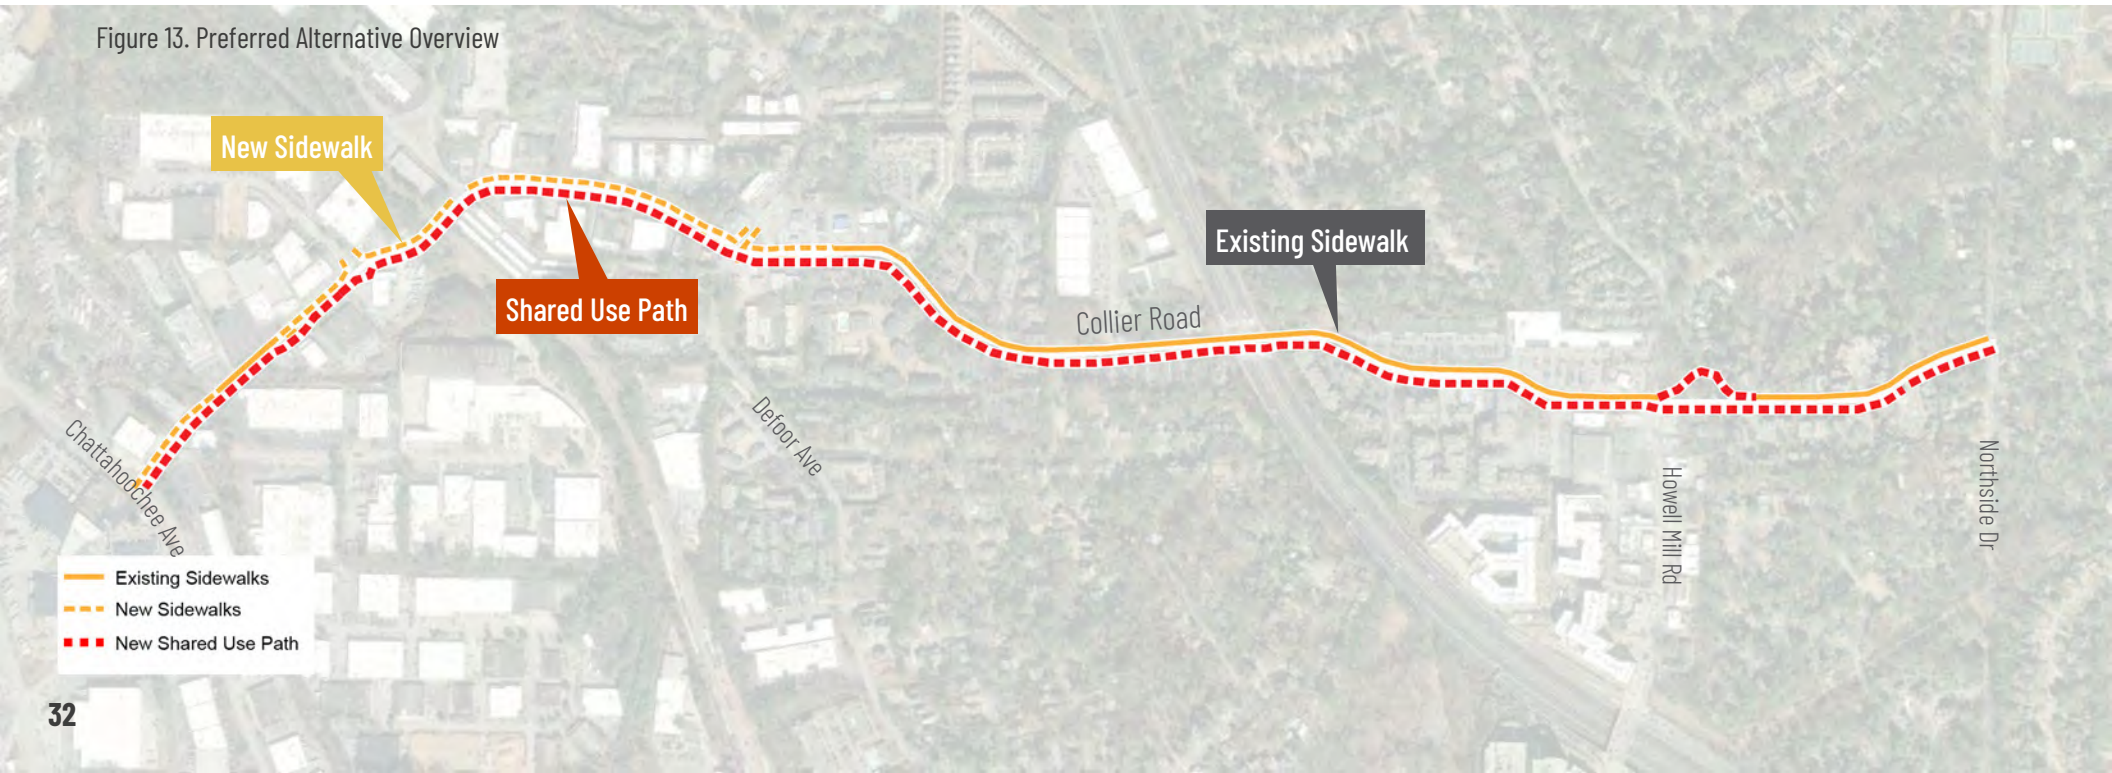 Figure 13. Preferred Alternative Overview
New Sidewalk
Shared Use Path
Existing Sidewalk
Collier Road
Chattahoochee Ave
Defoor Ave
Howell Mill Rd
Northside Dr
Existing Sidewalks
New Sidewalks
New Shared Use Path
32